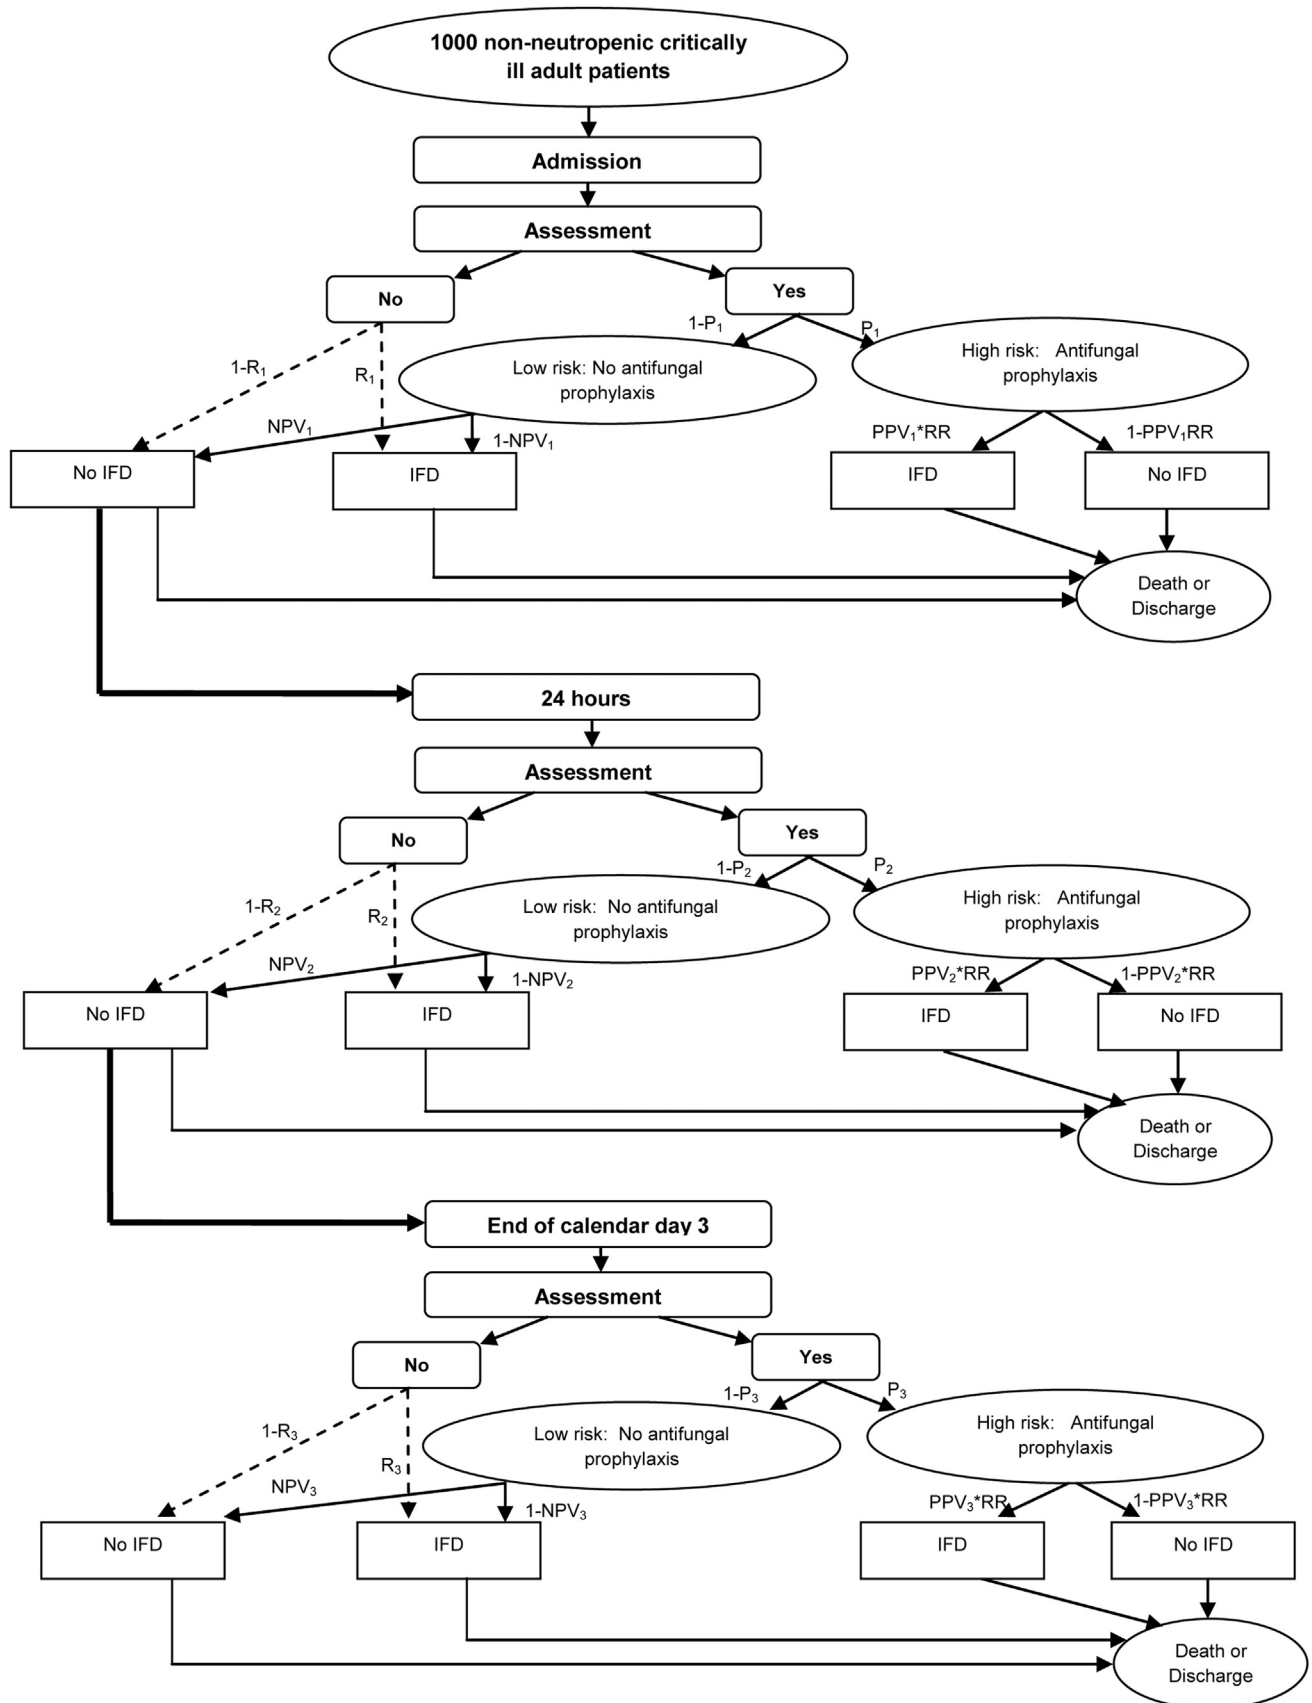 1000 non-neutropenic critically
ill adult patients
Admission
Assessment
No
Yes
1-P₁
P₁
1-R₁
R₁
Low risk: No antifungal
prophylaxis
High risk: Antifungal
prophylaxis
NPV₁
1-NPV₁
PPV₁*RR
1-PPV₁RR
No IFD
IFD
IFD
No IFD
Death or
Discharge
24 hours
Assessment
No
Yes
1-P₂
P₂
1-R₂
R₂
Low risk: No antifungal
prophylaxis
High risk: Antifungal
prophylaxis
NPV₂
1-NPV₂
PPV₂*RR
1-PPV₂*RR
No IFD
IFD
IFD
No IFD
Death or
Discharge
End of calendar day 3
Assessment
No
Yes
1-P₃
P₃
1-R₃
R₃
Low risk: No antifungal
prophylaxis
High risk: Antifungal
prophylaxis
NPV₃
1-NPV₃
PPV₃*RR
1-PPV₃*RR
No IFD
IFD
IFD
No IFD
Death or
Discharge